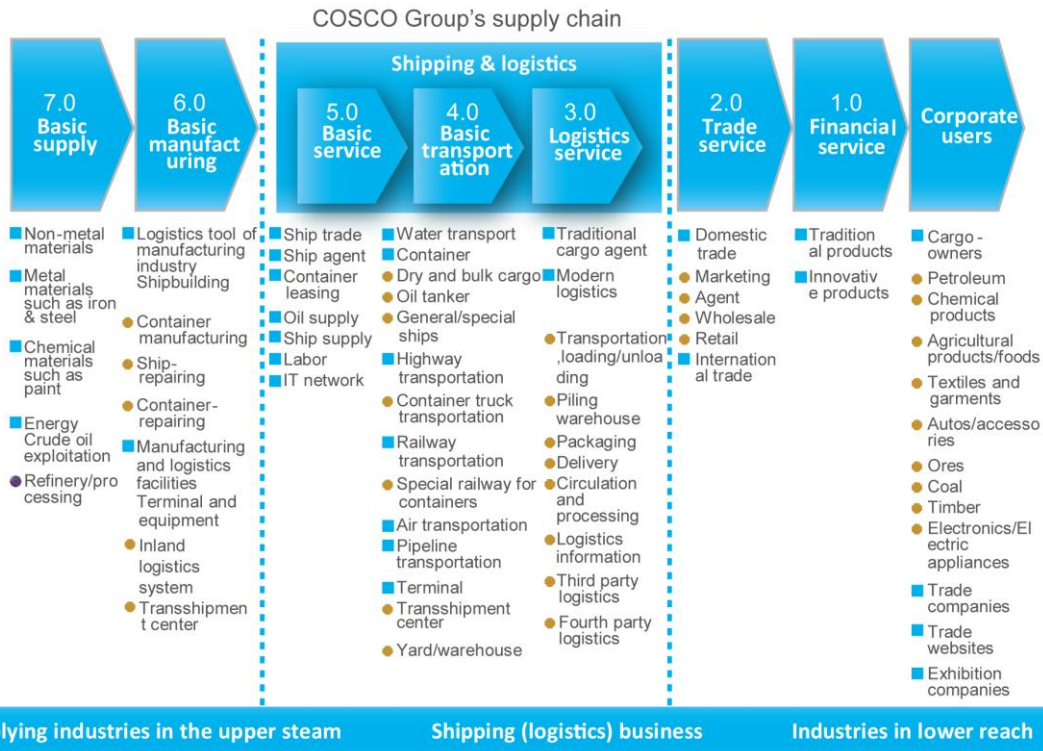 COSCO Group's supply chain
Shipping & logistics
7.0
Basic
supply
6.0
Basic
manufact
uring
5.0
Basic
service
4.0
Basic
transport
ation
3.0
Logistics
service
2.0
Trade
service
1.0
Financial
service
Corporate
users
Non-metal
materials
Metal
materials
such as iron
& steel
Chemical
materials
such as
paint
Energy
Crude oil
exploitation
Refinery/pro
cessing
Logistics tool of
manufacturing
industry
Shipbuilding
Container
manufacturing
Ship-
repairing
Container-
repairing
Manufacturing
and logistics
facilities
Terminal and
equipment
Inland
logistics
system
Transshipmen
t center
Ship trade
Ship agent
Container
leasing
Oil supply
Ship supply
Labor
IT network
Water transport
Container
Dry and bulk cargo
Oil tanker
General/special
ships
Highway
transportation
Container truck
transportation
Railway
transportation
Special railway for
containers
Air transportation
Pipeline
transportation
Terminal
Transshipment
center
Yard/warehouse
Traditional
cargo agent
Modern
logistics
Transportation
,loading/unloa
ding
Piling
warehouse
Packaging
Delivery
Circulation
and
processing
Logistics
information
Third party
logistics
Fourth party
logistics
Domestic
trade
Marketing
Agent
Wholesale
Retail
Internation
al trade
Tradition
al products
Innovativ
e products
Cargo-
owners
Petroleum
Chemical
products
Agricultural
products/foods
Textiles and
garments
Autos/accesso
ries
Ores
Coal
Timber
Electronics/El
ectric
appliances
Trade
companies
Trade
websites
Exhibition
companies
plying industries in the upper steam
Shipping (logistics) business
Industries in lower reach